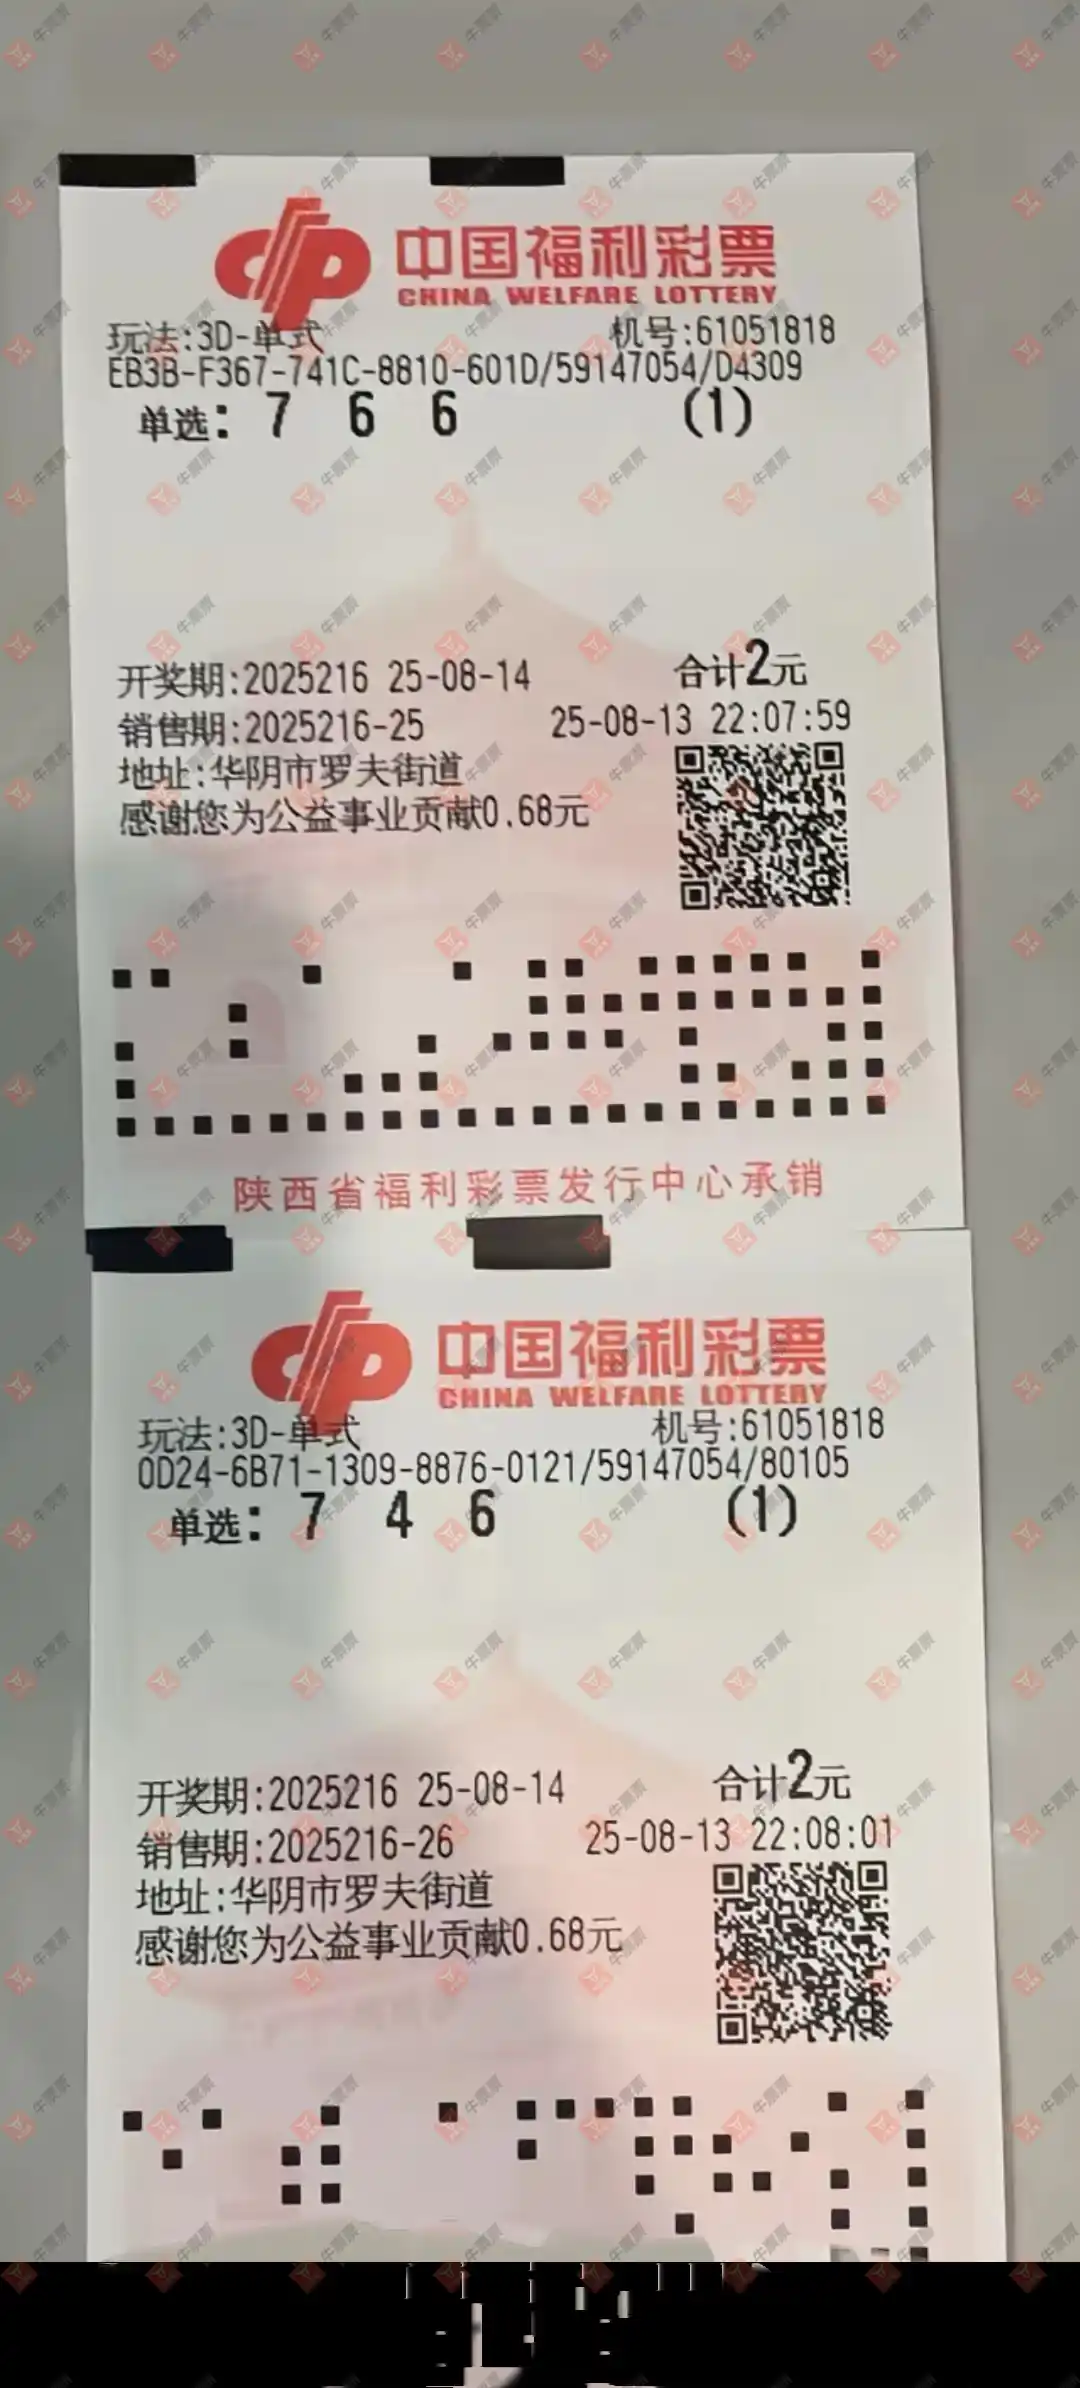 中国福利彩票
CHINA WELFARE LOTTERY
玩法:3D-单式 机号:61051818
EB3B-F367-741C-8810-601D/59147054/D4309
单选: 7 6 6 (1)
开奖期:2025216 25-08-14 合计2元
销售期:2025216-25 25-08-13 22:07:59
地址:华阴市罗夫街道
感谢您为公益事业贡献0.68元
陕西省福利彩票发行中心承销
中国福利彩票
CHINA WELFARE LOTTERY
玩法:3D-单式 机号:61051818
0D24-6B71-1309-8876-0121/59147054/80105
单选: 7 4 6 (1)
开奖期:2025216 25-08-14 合计2元
销售期:2025216-26 25-08-13 22:08:01
地址:华阴市罗夫街道
感谢您为公益事业贡献0.68元
牛票票